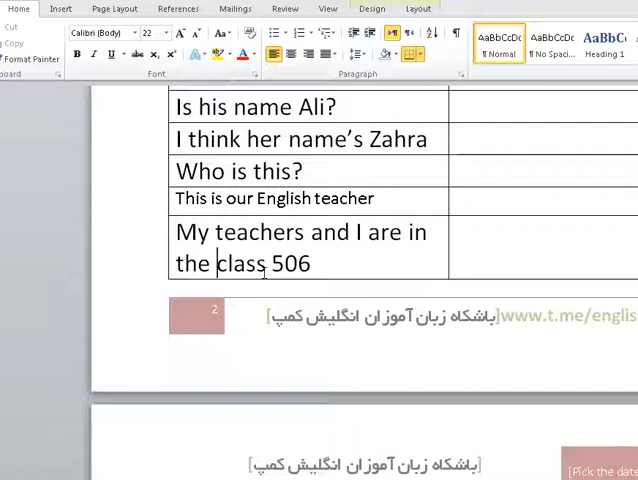 Home Insert Page Layout References Mailings Review View Design Layout
Cut
Calibri (Body) 22
AaBbCcDc AaBbCcDc AaBbCc
Copy
Format Painter
¶ Normal ¶ No Spaci... Heading 1
Font Paragraph
Is his name Ali?
I think her name’s Zahra
Who is this?
This is our English teacher
My teachers and I are in
the class 506
2
[باشگاه زبان آموزان انگلیش کمپ]www.t.me/englis
[باشگاه زبان آموزان انگلیش کمپ]
[Pick the date